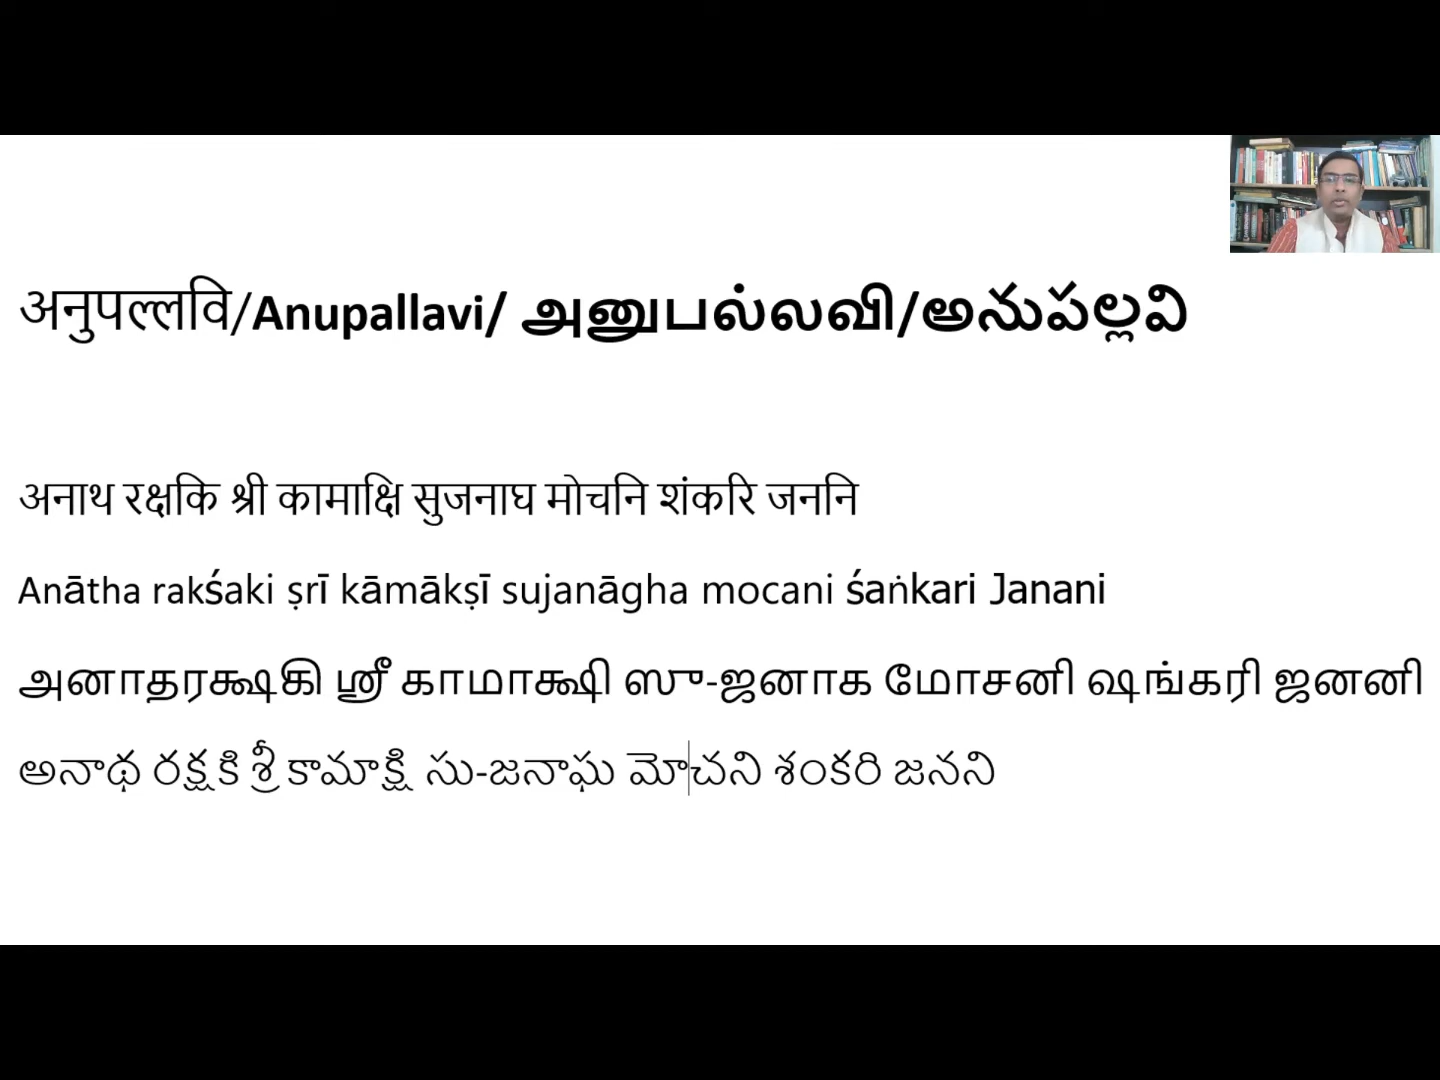 अनुपल्लवि/Anupallavi/ அனுபல்லவி/అనుపల్లవి
अनाथ रक्षकि श्री कामाक्षि सुजनाघ मोचनि शंकरि जननि
Anātha rakśaki ṣrī kāmākṣī sujanāgha mocani śaṅkari Janani
அனாதரக்ஷகி ஸ்ரீ காமாக்ஷி ஸு-ஜனாக மோசனி ஷங்கரி ஜனனி
అనాథ రక్షకి శ్రీ కామాక్షి సు-జనాఘ మోచని శంకరి జనని